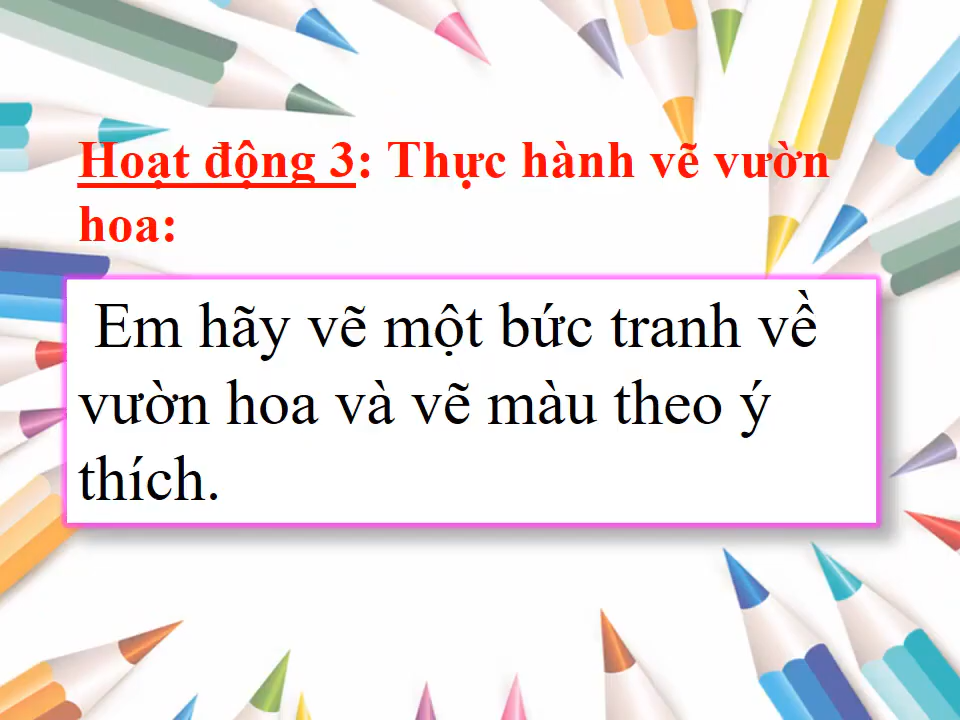 Hoạt động 3: Thực hành vẽ vườn
hoa:
Em hãy vẽ một bức tranh về
vườn hoa và vẽ màu theo ý
thích.